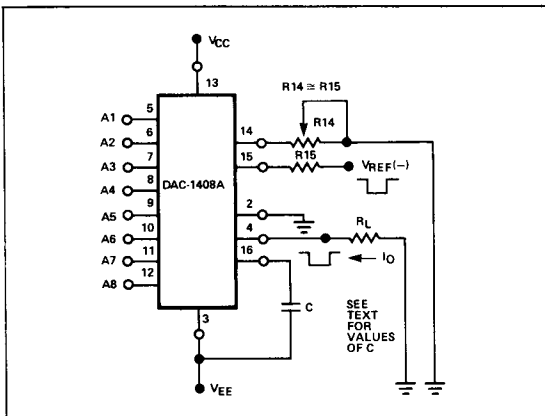 VCC
13
R14 ≅ R15
A1 5
14
R14
A2 6
15
R15
VREF(−)
A3 7
DAC-1408A
A4 8
A5 9
2
A6 10
4
RL
A7 11
16
IO
A8 12
C
SEE
TEXT
FOR
VALUES
OF C
3
VEE